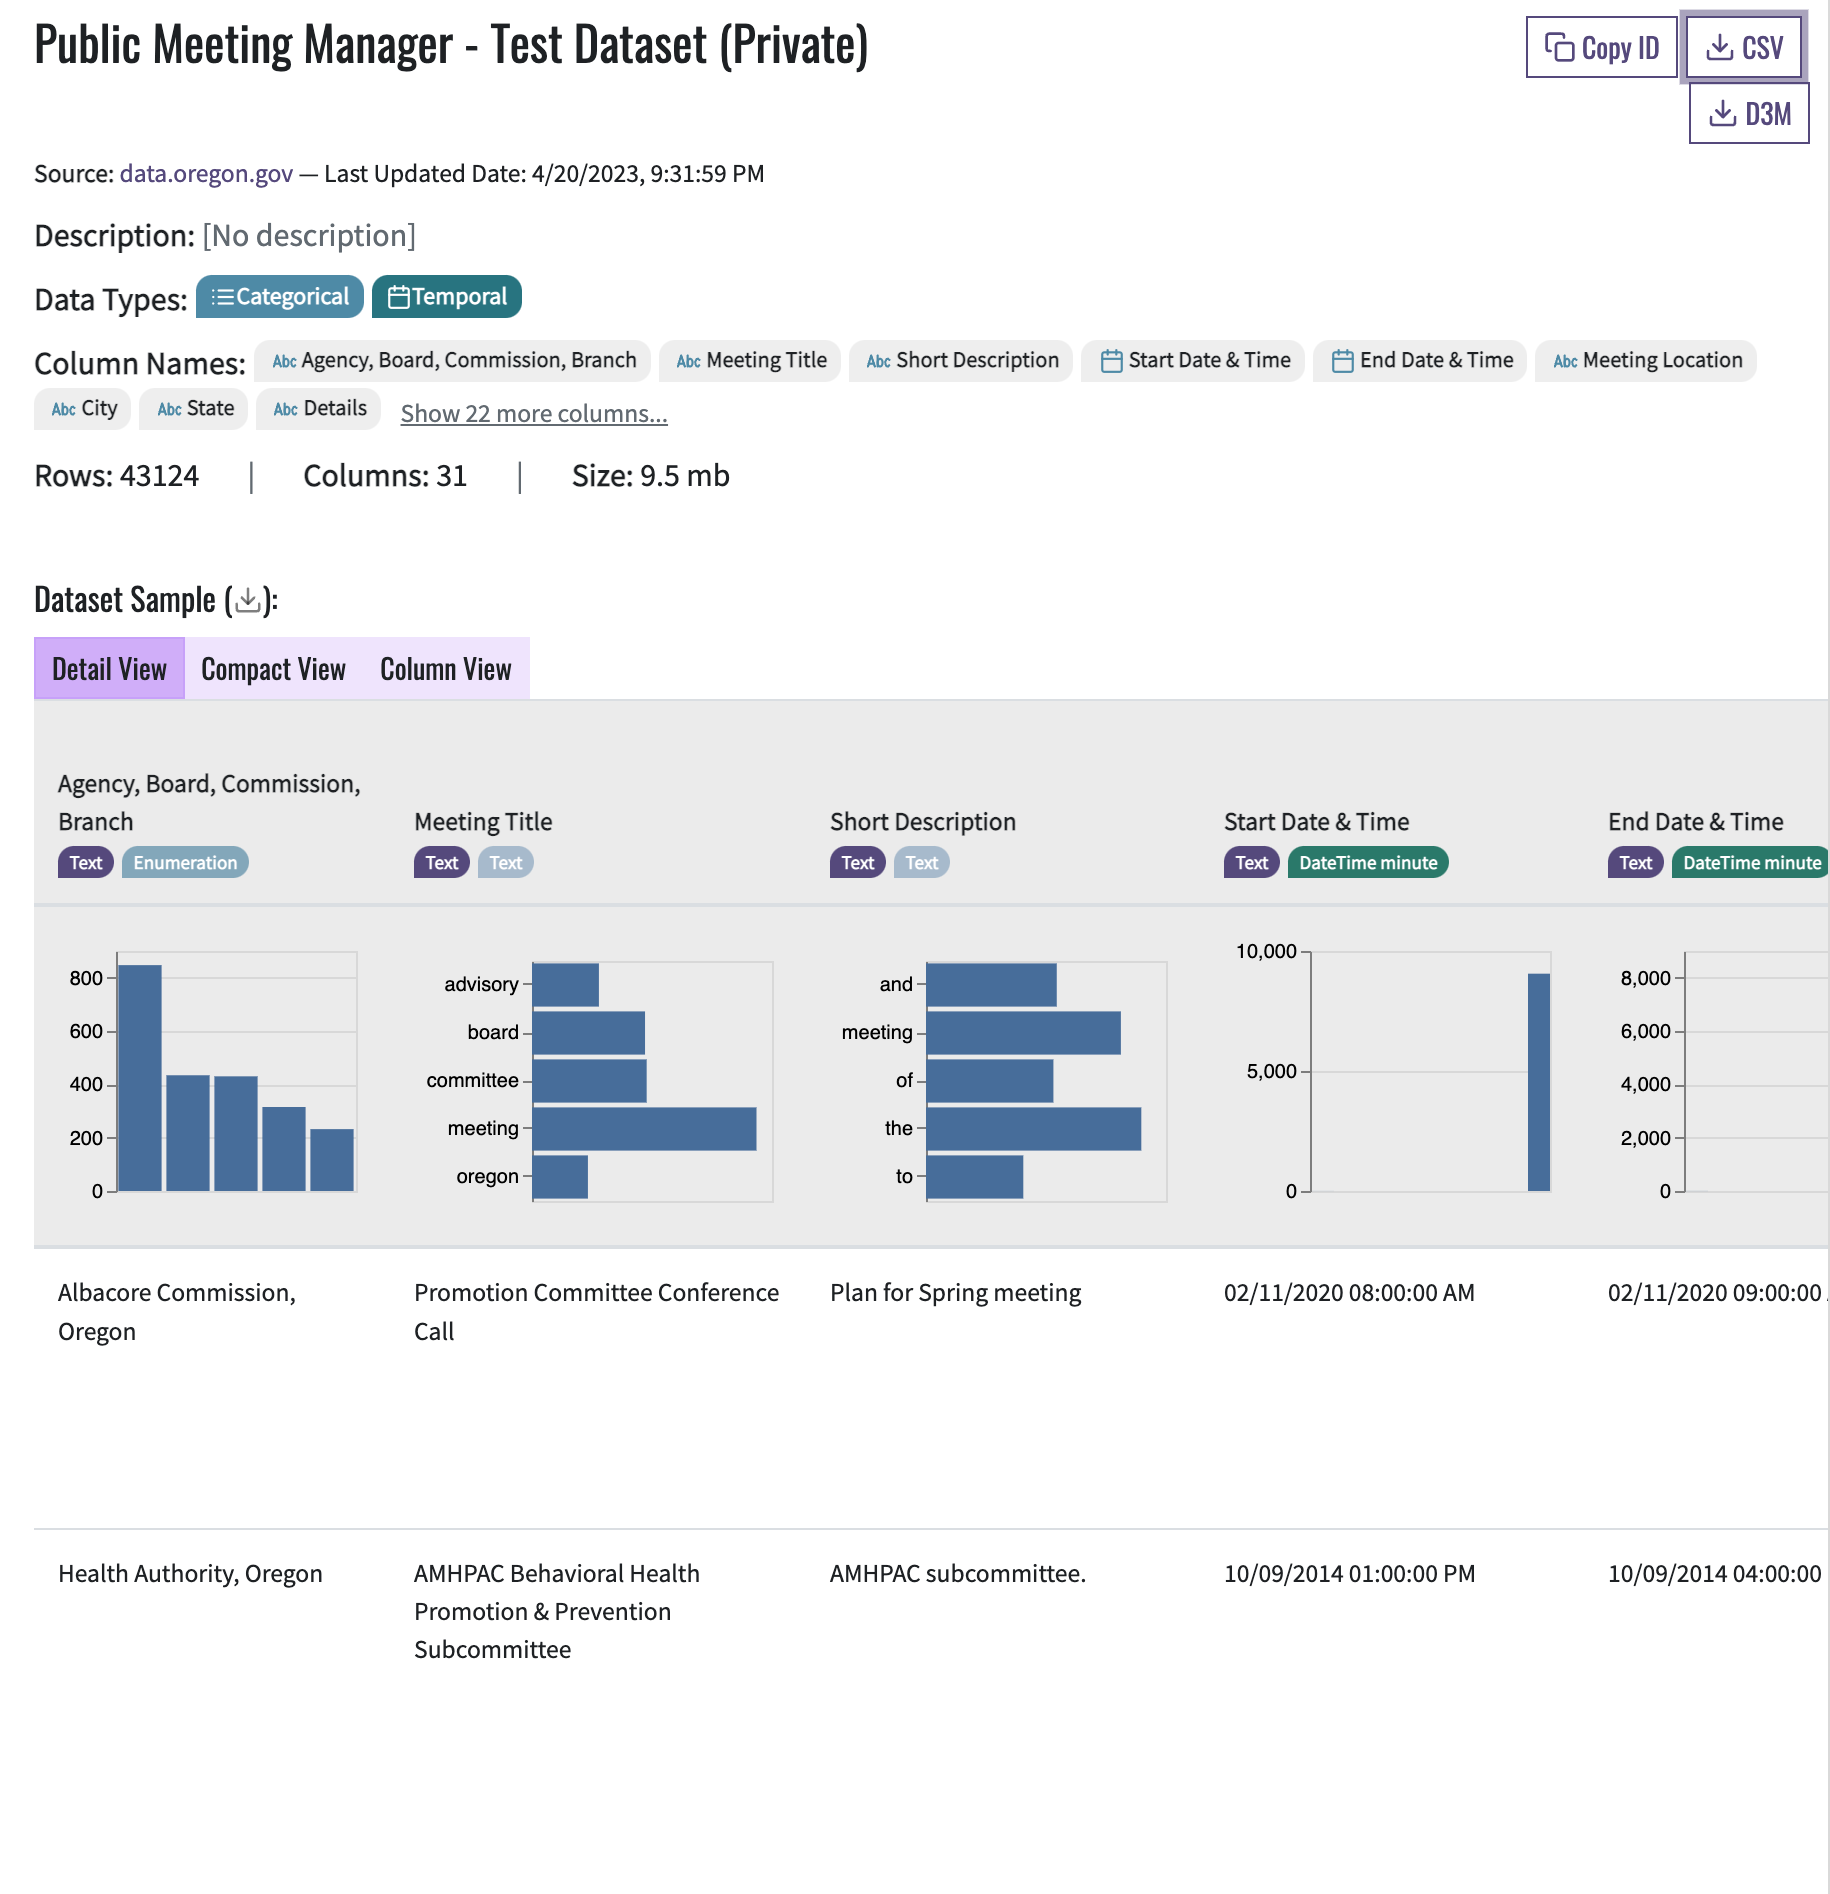 Public Meeting Manager - Test Dataset (Private)
Copy ID
CSV
D3M
Source: data.oregon.gov — Last Updated Date: 4/20/2023, 9:31:59 PM
Description: [No description]
Data Types: Categorical Temporal
Column Names: Abc Agency, Board, Commission, Branch Abc Meeting Title Abc Short Description Start Date & Time End Date & Time Abc Meeting Location
Abc City Abc State Abc Details Show 22 more columns...
Rows: 43124 | Columns: 31 | Size: 9.5 mb
Dataset Sample ( ):
Detail View Compact View Column View
Agency, Board, Commission,
Branch
Text Enumeration
Meeting Title
Text Text
Short Description
Text Text
Start Date & Time
Text DateTime minute
End Date & Time
Text DateTime minute
800
600
400
200
0
advisory
board
committee
meeting
oregon
and
meeting
of
the
to
10,000
5,000
0
8,000
6,000
4,000
2,000
0
Albacore Commission,
Oregon
Promotion Committee Conference
Call
Plan for Spring meeting
02/11/2020 08:00:00 AM
02/11/2020 09:00:00
Health Authority, Oregon
AMHPAC Behavioral Health
Promotion & Prevention
Subcommittee
AMHPAC subcommittee.
10/09/2014 01:00:00 PM
10/09/2014 04:00:00